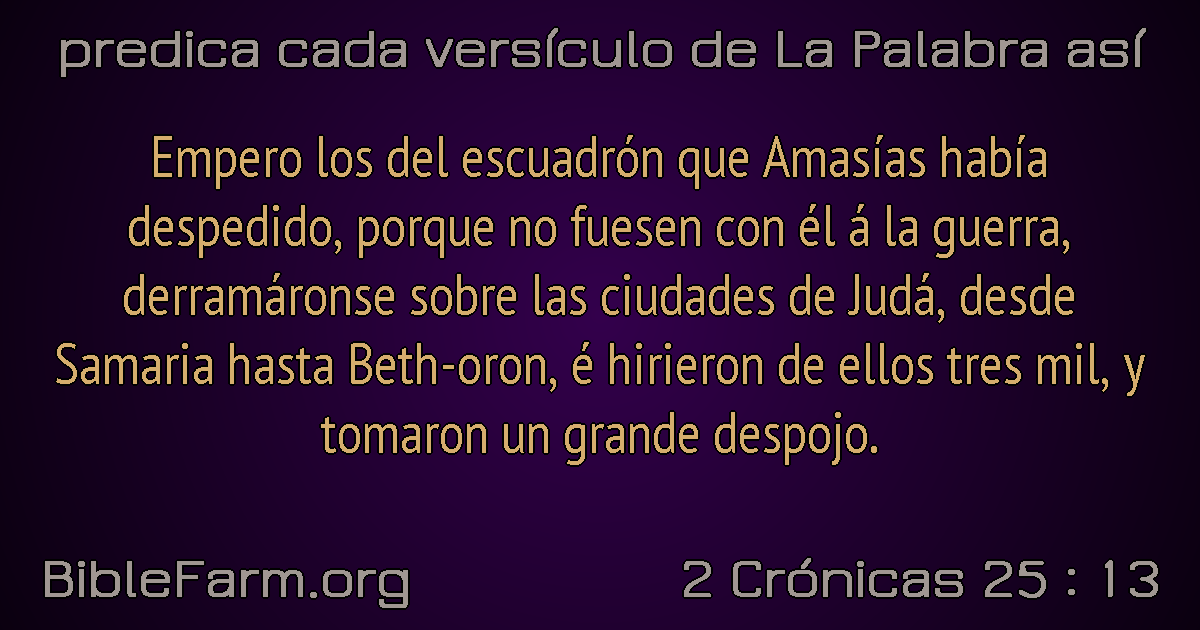 predica cada versículo de La Palabra así
Empero los del escuadrón que Amasías había
despedido, porque no fuesen con él á la guerra,
derramáronse sobre las ciudades de Judá, desde
Samaria hasta Beth-oron, é hirieron de ellos tres mil, y
tomaron un grande despojo.
BibleFarm.org
2 Crónicas 25 : 13